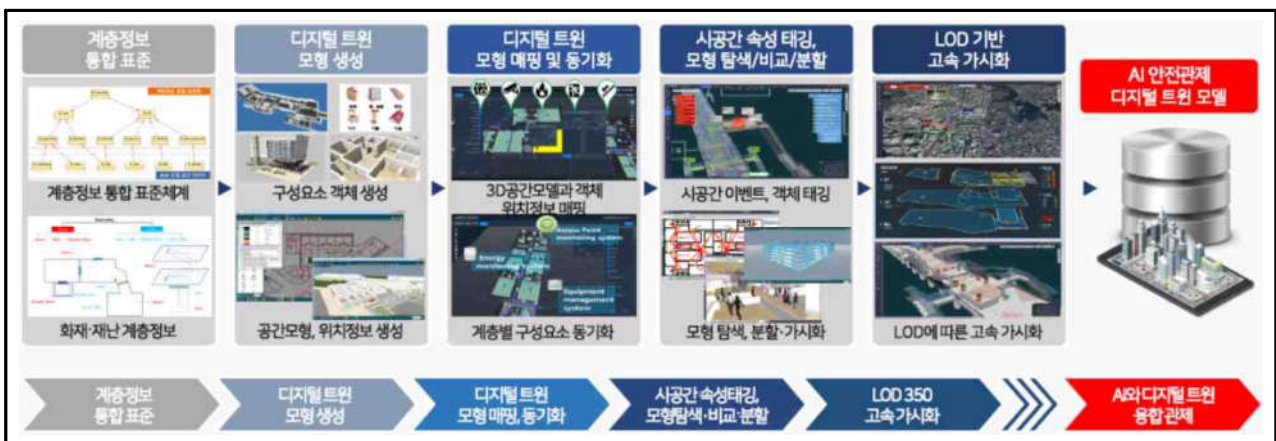 계층정보
통합 표준
디지털 트윈
모형 생성
디지털 트윈
모형 매핑 및 동기화
시공간 속성 태깅,
모형 탐색/비교/분할
LOD 기반
고속 가시화
AI 안전관제
디지털 트윈 모델
계층정보 통합 표준체계
구성요소 객체 생성
3D공간모델과 객체
위치정보 매핑
시공간 이벤트, 객체 태깅
Access Point
monitoring system
Energy
monitoring system
Equipment
management
system
화재·재난 계층정보
공간모형, 위치정보 생성
계층별 구성요소 동기화
모형 탐색, 분할·가시화
LOD에 따른 고속 가시화
계층정보
통합 표준
디지털 트윈
모형 생성
디지털 트윈
모형 매핑, 동기화
시공간 속성태깅,
모형탐색·비교·분할
LOD 350
고속 가시화
AI와 디지털 트윈
융합 관제